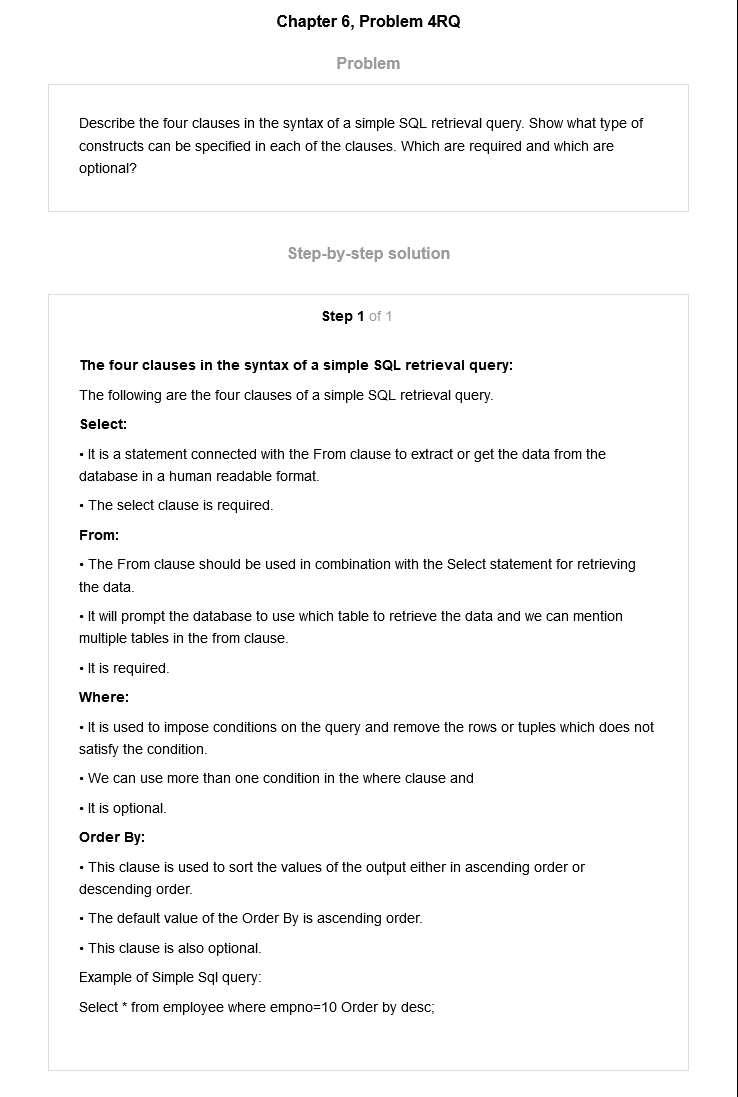 Chapter 6, Problem 4RQ
Problem
Describe the four clauses in the syntax of a simple SQL retrieval query. Show what type of
constructs can be specified in each of the clauses. Which are required and which are
optional?
Step-by-step solution
Step 1 of 1
The four clauses in the syntax of a simple SQL retrieval query:
The following are the four clauses of a simple SQL retrieval query.
Select:
• It is a statement connected with the From clause to extract or get the data from the
database in a human readable format.
• The select clause is required.
From:
• The From clause should be used in combination with the Select statement for retrieving
the data.
• It will prompt the database to use which table to retrieve the data and we can mention
multiple tables in the from clause.
• It is required.
Where:
• It is used to impose conditions on the query and remove the rows or tuples which does not
satisfy the condition.
• We can use more than one condition in the where clause and
• It is optional.
Order By:
• This clause is used to sort the values of the output either in ascending order or
descending order.
• The default value of the Order By is ascending order.
• This clause is also optional.
Example of Simple Sql query:
Select * from employee where empno=10 Order by desc;